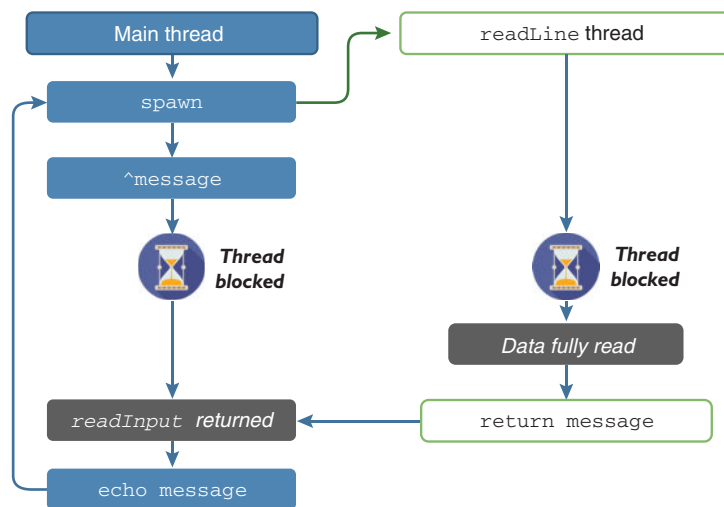 Main thread
readLine thread
spawn
^message
Thread
blocked
Thread
blocked
Data fully read
readInput returned
return message
echo message